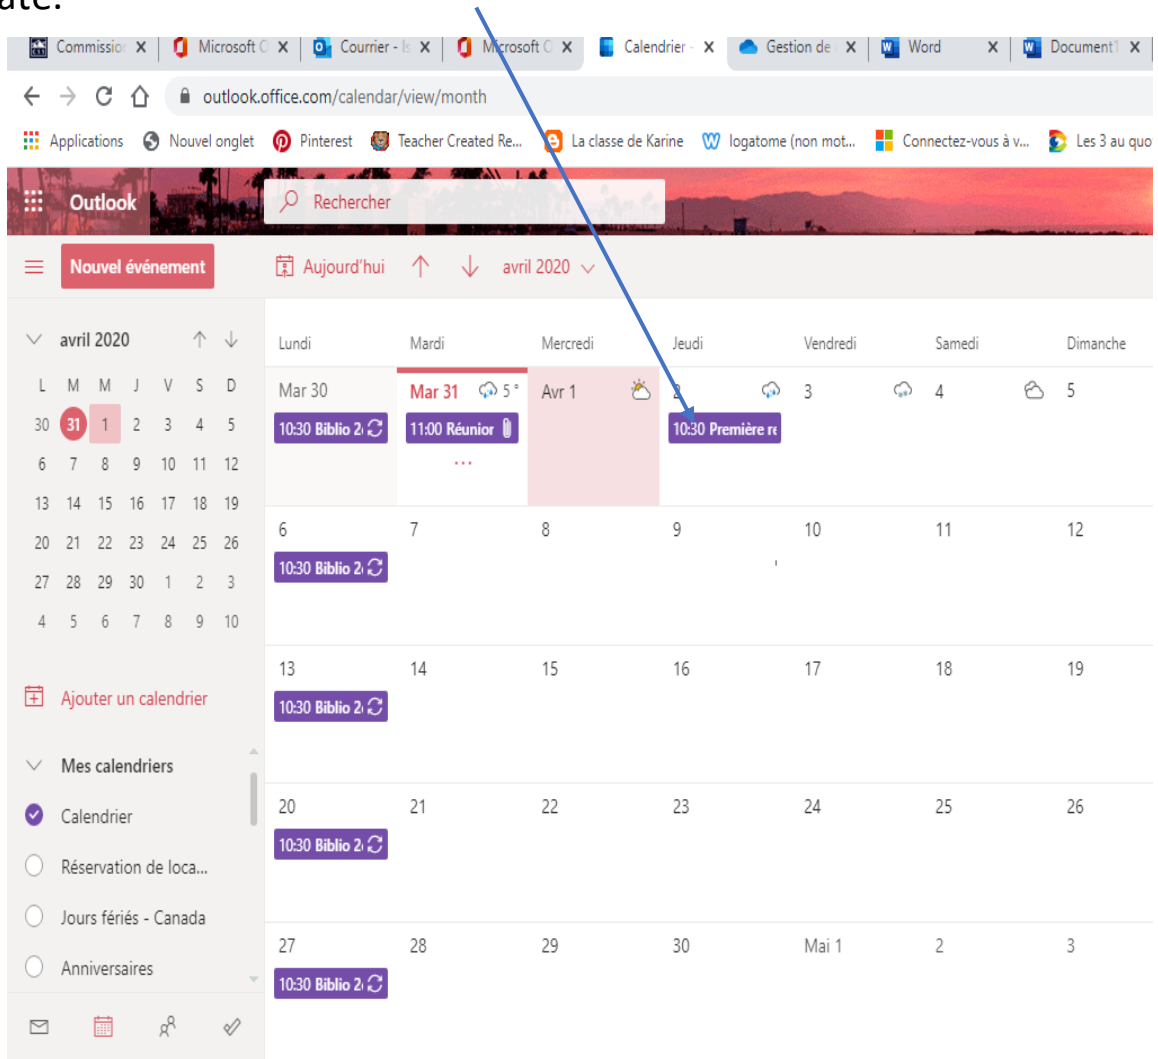 Commission Microsoft O Courrier - Is Microsoft O Calendrier - Gestion de Word Document1
outlook.office.com/calendar/view/month
Applications Nouvel onglet Pinterest Teacher Created Re... La classe de Karine logatome (non mot... Connectez-vous à v... Les 3 au quo
Outlook Rechercher
Nouvel événement Aujourd'hui avril 2020
avril 2020
L M M J V S D
30 31 1 2 3 4 5
6 7 8 9 10 11 12
13 14 15 16 17 18 19
20 21 22 23 24 25 26
27 28 29 30 1 2 3
4 5 6 7 8 9 10
Ajouter un calendrier
Mes calendriers
Calendrier
Réservation de loca...
Jours fériés - Canada
Anniversaires
Lundi Mardi Mercredi Jeudi Vendredi Samedi Dimanche
Mar 30 Mar 31 5° Avr 1 2 3 4 5
10:30 Biblio 11:00 Réunior 10:30 Première re
...
6 7 8 9 10 11 12
10:30 Biblio
13 14 15 16 17 18 19
10:30 Biblio
20 21 22 23 24 25 26
10:30 Biblio
27 28 29 30 Mai 1 2 3
10:30 Biblio